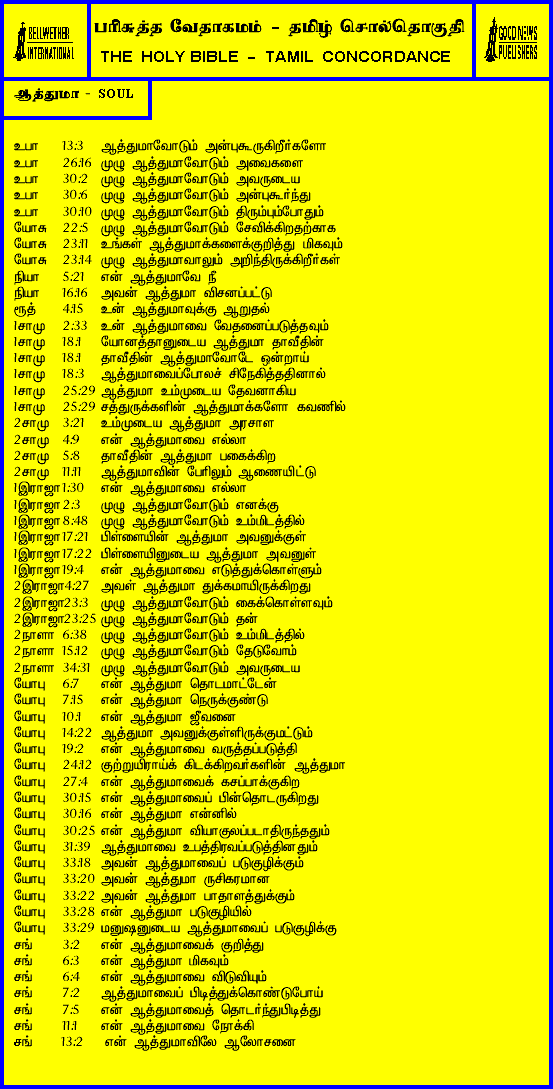 BELLWETHER
INTERNATIONAL
பரிசுத்த வேதாகமம் - தமிழ் சொல்தொகுதி
THE HOLY BIBLE - TAMIL CONCORDANCE
GOOD NEWS
PUBLISHERS
ஆத்துமா - SOUL
உபா 13:3 ஆத்துமாவோடும் அன்புகூருகிறீர்களோ
உபா 26:16 முழு ஆத்துமாவோடும் அவைகளை
உபா 30:2 முழு ஆத்துமாவோடும் அவருடைய
உபா 30:6 முழு ஆத்துமாவோடும் அன்புகூர்ந்து
உபா 30:10 முழு ஆத்துமாவோடும் திரும்பும்போதும்
யோசு 22:5 முழு ஆத்துமாவோடும் சேவிக்கிறதற்காக
யோசு 23:11 உங்கள் ஆத்துமாக்களைக்குறித்து மிகவும்
யோசு 23:14 முழு ஆத்துமாவாலும் அறிந்திருக்கிறீர்கள்
நியா 5:21 என் ஆத்துமாவே நீ
நியா 16:16 அவன் ஆத்துமா விசனப்பட்டு
ரூத் 4:15 உன் ஆத்துமாவுக்கு ஆறுதல்
1சாமு 2:33 உன் ஆத்துமாவை வேதனைப்படுத்தவும்
1சாமு 18:1 யோனத்தானுடைய ஆத்துமா தாவீதின்
1சாமு 18:1 தாவீதின் ஆத்துமாவோடே ஒன்றாய்
1சாமு 18:3 ஆத்துமாவைப்போலச் சிநேகித்ததினால்
1சாமு 25:29 ஆத்துமா உம்முடைய தேவனாகிய
1சாமு 25:29 சத்துருக்களின் ஆத்துமாக்களோ கவணில்
2சாமு 3:21 உம்முடைய ஆத்துமா அரசாள
2சாமு 4:9 என் ஆத்துமாவை எல்லா
2சாமு 5:8 தாவீதின் ஆத்துமா பகைக்கிற
2சாமு 11:11 ஆத்துமாவின் பேரிலும் ஆணையிட்டு
1இராஜா 1:30 என் ஆத்துமாவை எல்லா
1இராஜா 2:3 முழு ஆத்துமாவோடும் எனக்கு
1இராஜா 8:48 முழு ஆத்துமாவோடும் உம்மிடத்தில்
1இராஜா 17:21 பிள்ளையின் ஆத்துமா அவனுக்குள்
1இராஜா 17:22 பிள்ளையினுடைய ஆத்துமா அவனுள்
1இராஜா 19:4 என் ஆத்துமாவை எடுத்துக்கொள்ளும்
2இராஜா 4:27 அவள் ஆத்துமா துக்கமாயிருக்கிறது
2இராஜா 23:3 முழு ஆத்துமாவோடும் கைக்கொள்ளவும்
2இராஜா 23:25 முழு ஆத்துமாவோடும் தன்
2நாளா 6:38 முழு ஆத்துமாவோடும் உம்மிடத்தில்
2நாளா 15:12 முழு ஆத்துமாவோடும் தேடுவோம்
2நாளா 34:31 முழு ஆத்துமாவோடும் அவருடைய
யோபு 6:7 என் ஆத்துமா தொடமாட்டேன்
யோபு 7:15 என் ஆத்துமா நெருக்குண்டு
யோபு 10:1 என் ஆத்துமா ஜீவனை
யோபு 14:22 ஆத்துமா அவனுக்குள்ளிருக்குமட்டும்
யோபு 19:2 என் ஆத்துமாவை வருத்தப்படுத்தி
யோபு 24:12 குற்றுயிராய்க் கிடக்கிறவர்களின் ஆத்துமா
யோபு 27:4 என் ஆத்துமாவைக் கசப்பாக்குகிற
யோபு 30:15 என் ஆத்துமாவைப் பின்தொடருகிறது
யோபு 30:16 என் ஆத்துமா என்னில்
யோபு 30:25 என் ஆத்துமா வியாகுலப்படாதிருந்ததும்
யோபு 31:39 ஆத்துமாவை உபத்திரவப்படுத்தினதும்
யோபு 33:18 அவன் ஆத்துமாவைப் படுகுழிக்கும்
யோபு 33:20 அவன் ஆத்துமா ருசிகரமான
யோபு 33:22 அவன் ஆத்துமா பாதாளத்துக்கும்
யோபு 33:28 என் ஆத்துமா படுகுழியில்
யோபு 33:29 மனுஷனுடைய ஆத்துமாவைப் படுகுழிக்கு
சங் 3:2 என் ஆத்துமாவைக் குறித்து
சங் 6:3 என் ஆத்துமா மிகவும்
சங் 6:4 என் ஆத்துமாவை விடுவியும்
சங் 7:2 ஆத்துமாவைப் பிடித்துக்கொண்டுபோய்
சங் 7:5 என் ஆத்துமாவைத் தொடர்ந்துபிடித்து
சங் 11:1 என் ஆத்துமாவை நோக்கி
சங் 13:2 என் ஆத்துமாவிலே ஆலோசனை